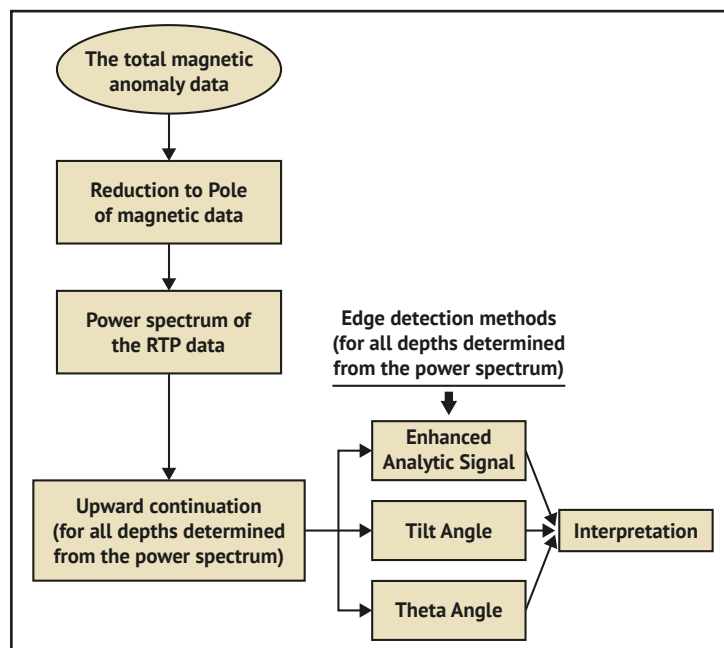 The total magnetic
anomaly data
Reduction to Pole
of magnetic data
Power spectrum of
the RTP data
Upward continuation
(for all depths determined
from the power spectrum)
Edge detection methods
(for all depths determined
from the power spectrum)
Enhanced
Analytic Signal
Tilt Angle
Theta Angle
Interpretation